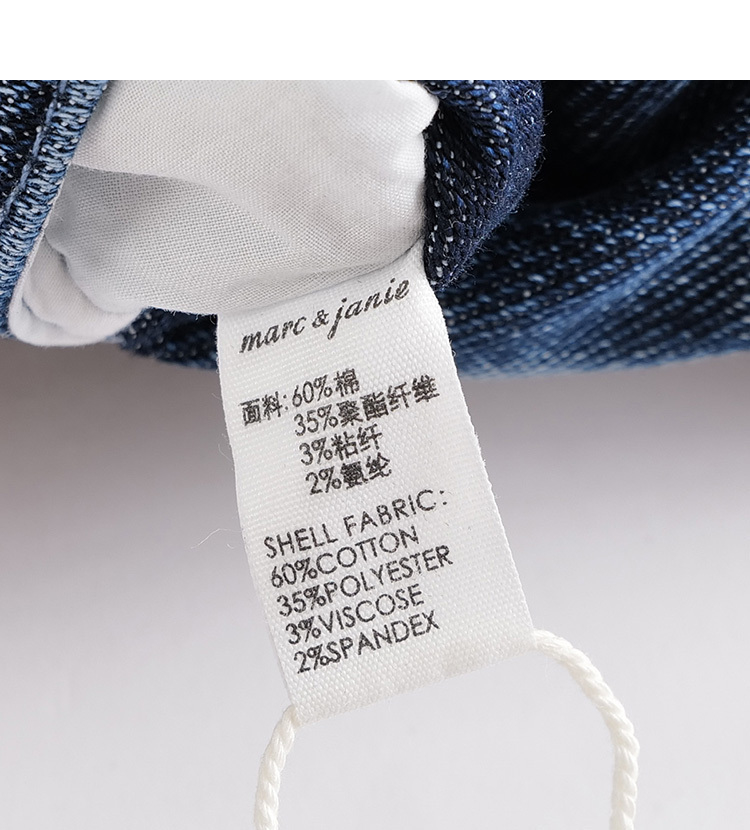 marc & janie
面料:60%棉
35%聚酯纤维
3%粘纤
2%氨纶
SHELL FABRIC:
60%COTTON
35%POLYESTER
3%VISCOSE
2%SPANDEX